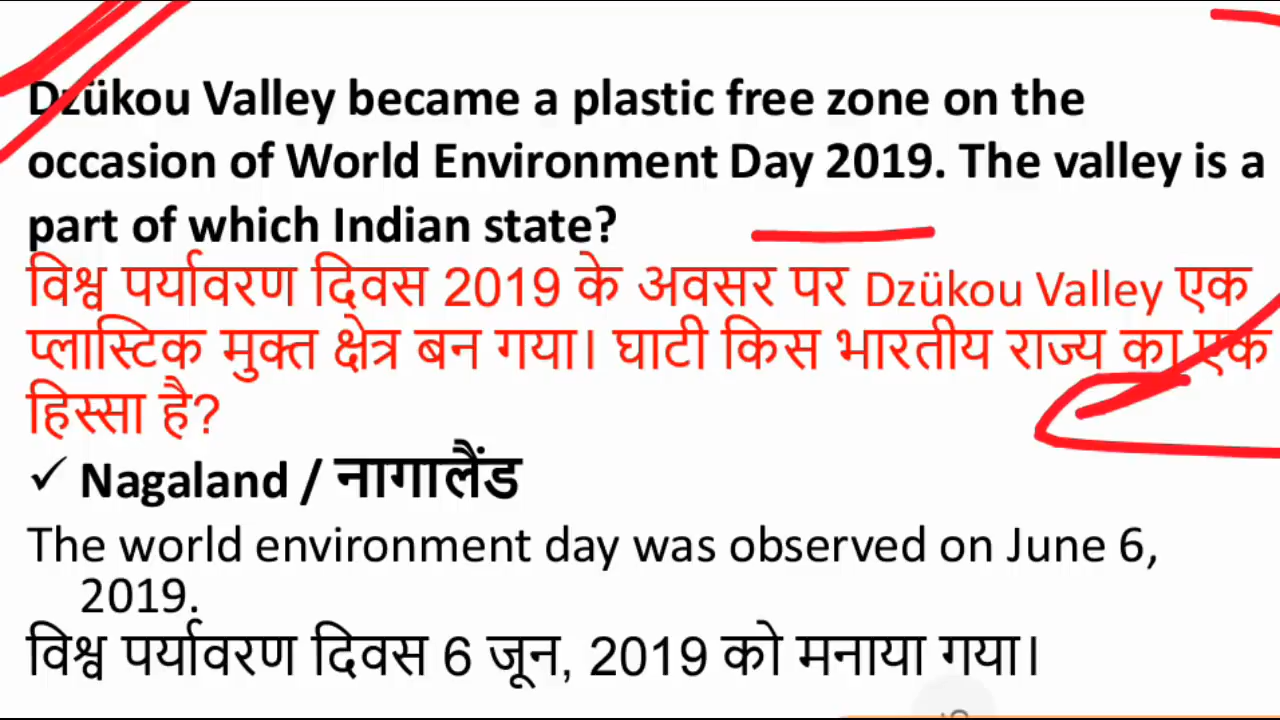 Dzükou Valley became a plastic free zone on the
occasion of World Environment Day 2019. The valley is a
part of which Indian state?
विश्व पर्यावरण दिवस 2019 के अवसर पर Dzükou Valley एक
प्लास्टिक मुक्त क्षेत्र बन गया। घाटी किस भारतीय राज्य का एक
हिस्सा है?
✓ Nagaland / नागालैंड
The world environment day was observed on June 6,
2019.
विश्व पर्यावरण दिवस 6 जून, 2019 को मनाया गया।